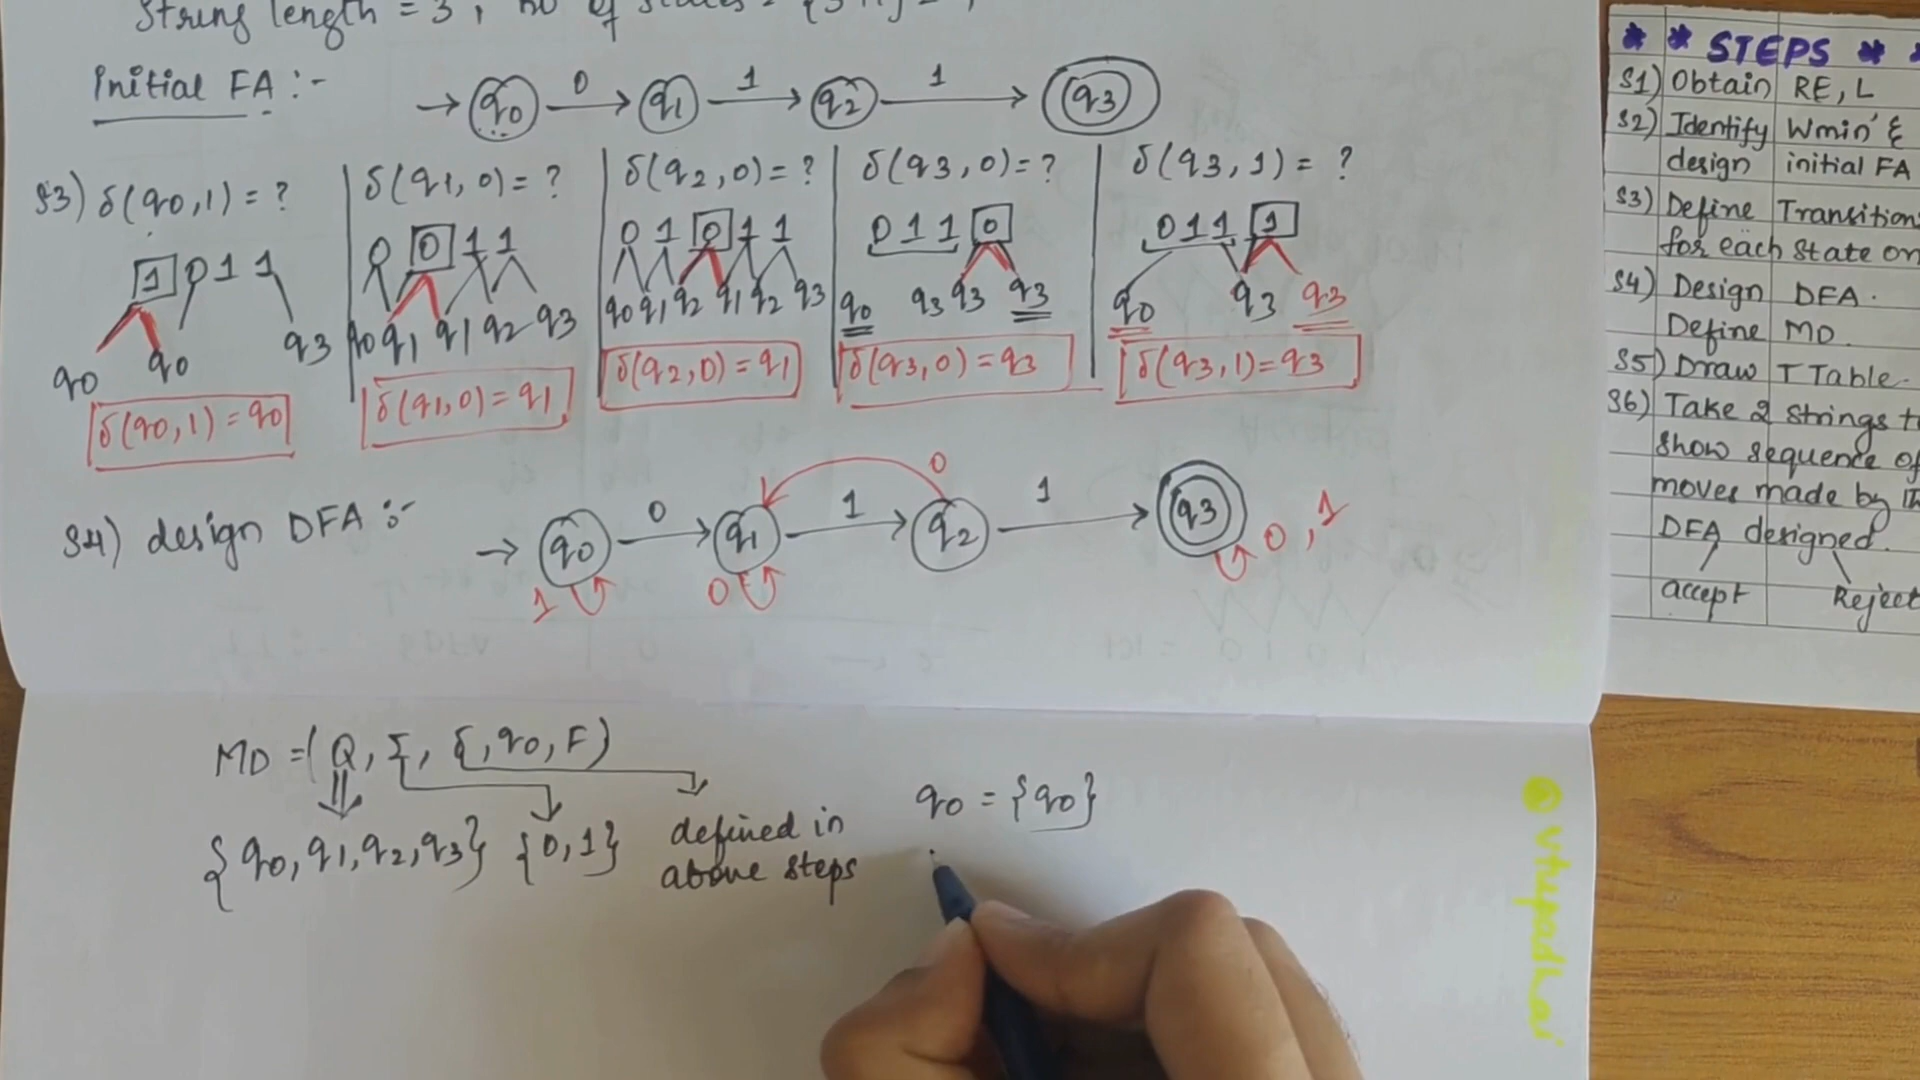 String length = 3, no of states =
Initial FA :-
→ q0 0 → q1 1 → q2 1 → q3
S3) δ(q0,1) = ?
1 0 1 1
q0 q0 q3
δ(q0,1) = q0
δ(q1,0) = ?
0 0 1 1
q0 q1 q1 q2 q3
δ(q1,0) = q1
δ(q2,0) = ?
0 1 0 1 1
q0 q1 q2 q1 q2 q3
δ(q2,0) = q1
δ(q3,0) = ?
0 1 1 0
q0 q3 q3 q3
δ(q3,0) = q3
δ(q3,1) = ?
0 1 1 1
q0 q3 q3
δ(q3,1) = q3
S4) design DFA :-
→ q0 0 → q1 1 → q2 1 → q3
0
1 0 0,1
MD = (Q, Σ, δ, q0, F)
{q0, q1, q2, q3} {0,1} defined in
above steps
q0 = {q0}
* * STEPS *
S1) Obtain RE, L
S2) Identify Wmin' &
design initial FA
S3) Define Transition
for each state on
S4) Design DFA.
Define MD.
S5) Draw T Table.
S6) Take 2 strings
show sequence of
moves made by
DFA designed.
accept Reject
vtupadhai